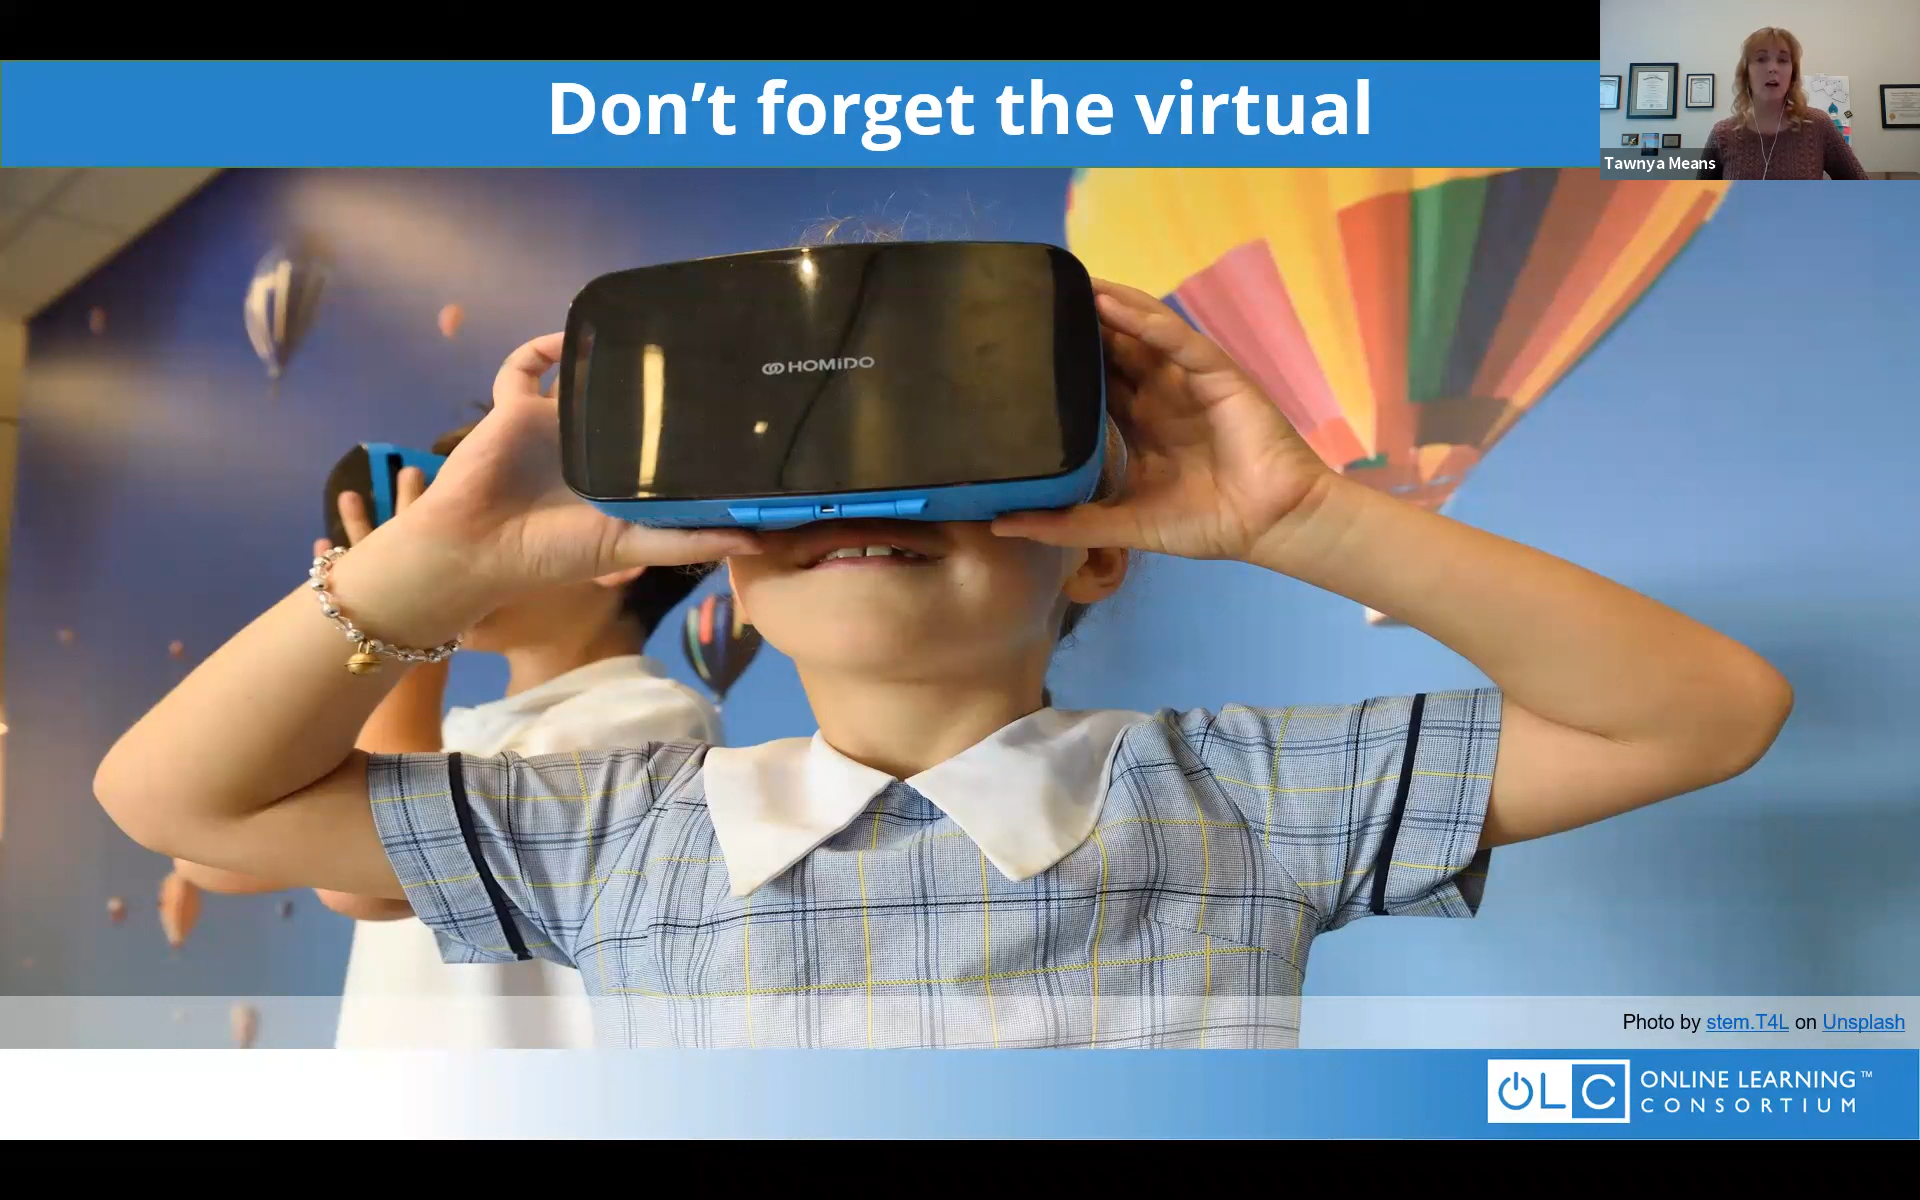 Don't forget the virtual
Tawnya Means
HOMiDO
Photo by stem.T4L on Unsplash
OLC ONLINE LEARNING™
CONSORTIUM